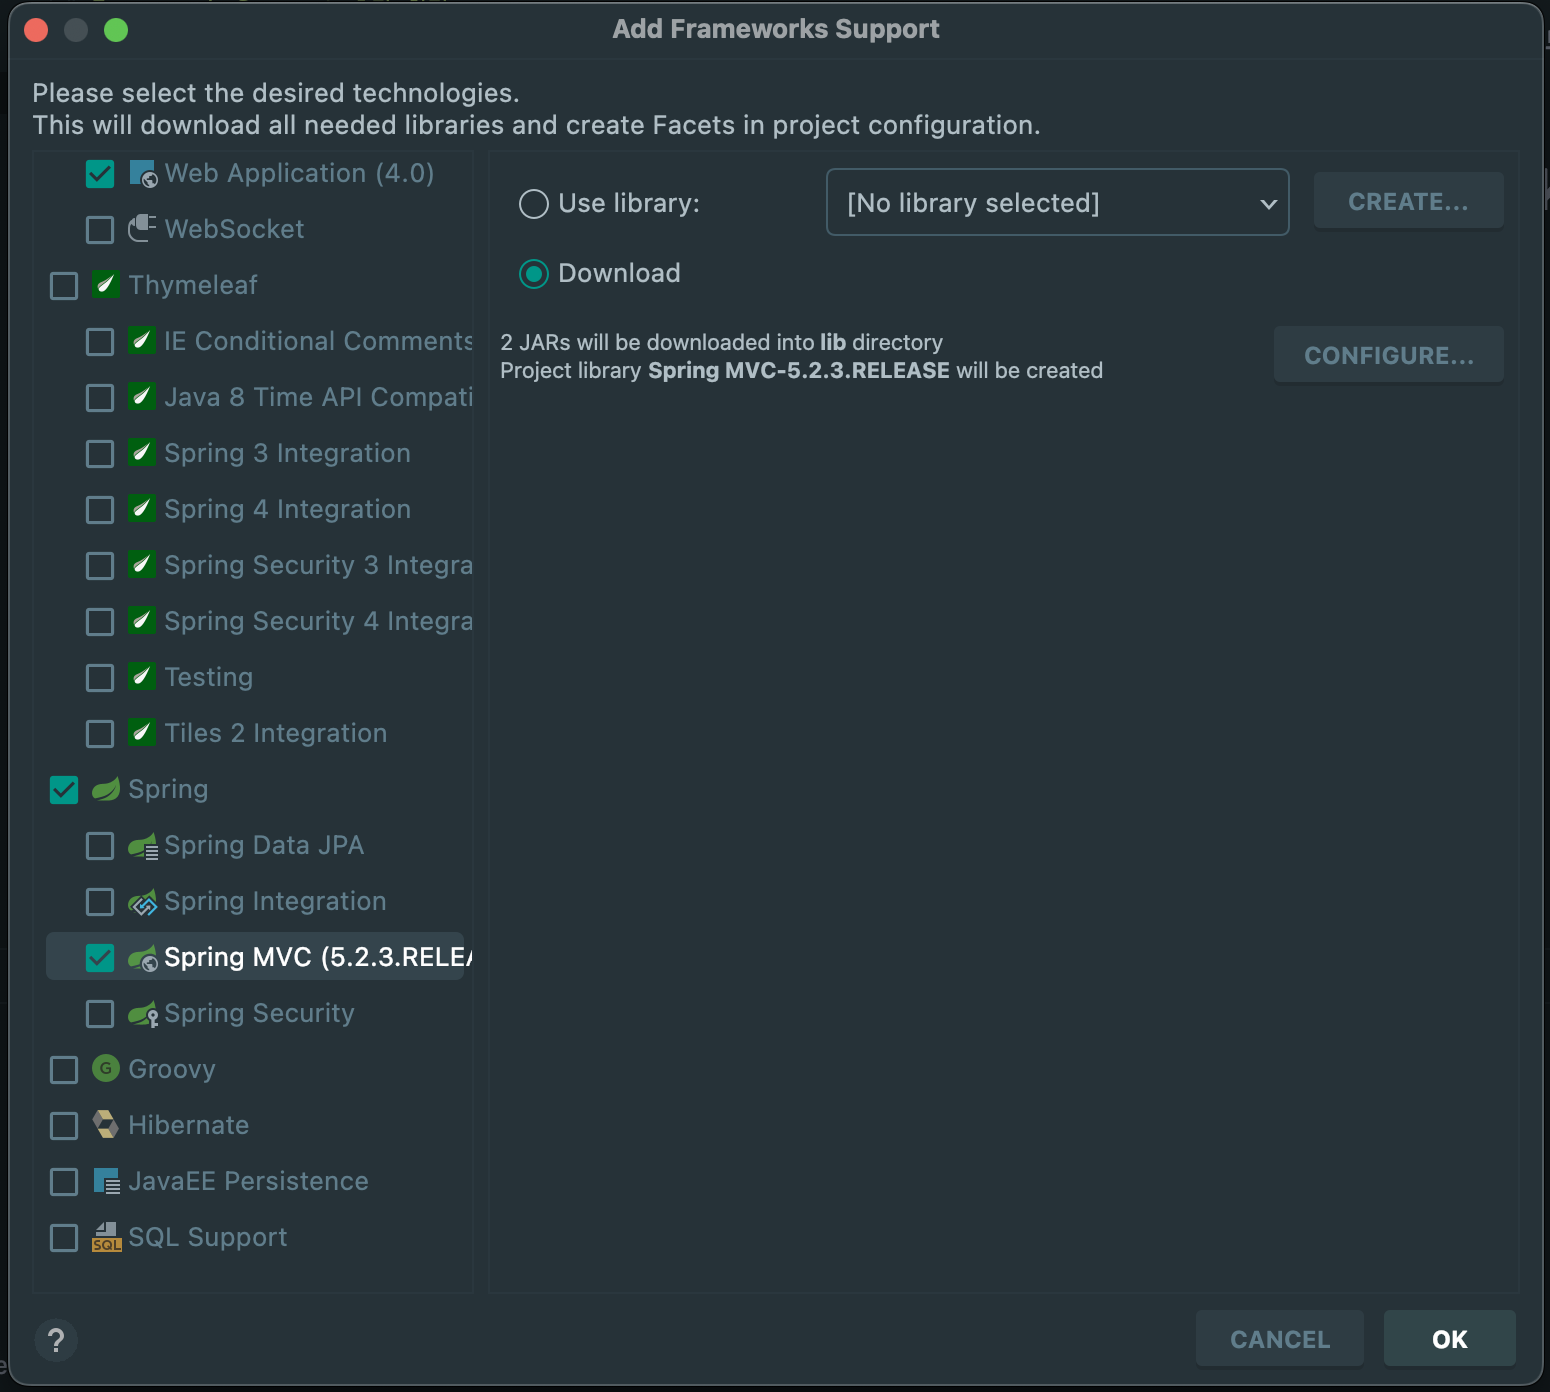 Add Frameworks Support
Please select the desired technologies.
This will download all needed libraries and create Facets in project configuration.
Web Application (4.0)
WebSocket
Thymeleaf
IE Conditional Comments
Java 8 Time API Compati
Spring 3 Integration
Spring 4 Integration
Spring Security 3 Integra
Spring Security 4 Integra
Testing
Tiles 2 Integration
Spring
Spring Data JPA
Spring Integration
Spring MVC (5.2.3.RELEA
Spring Security
G Groovy
Hibernate
JavaEE Persistence
SQL SQL Support
Use library:
[No library selected]
CREATE...
Download
2 JARs will be downloaded into lib directory
Project library Spring MVC-5.2.3.RELEASE will be created
CONFIGURE...
?
CANCEL
OK